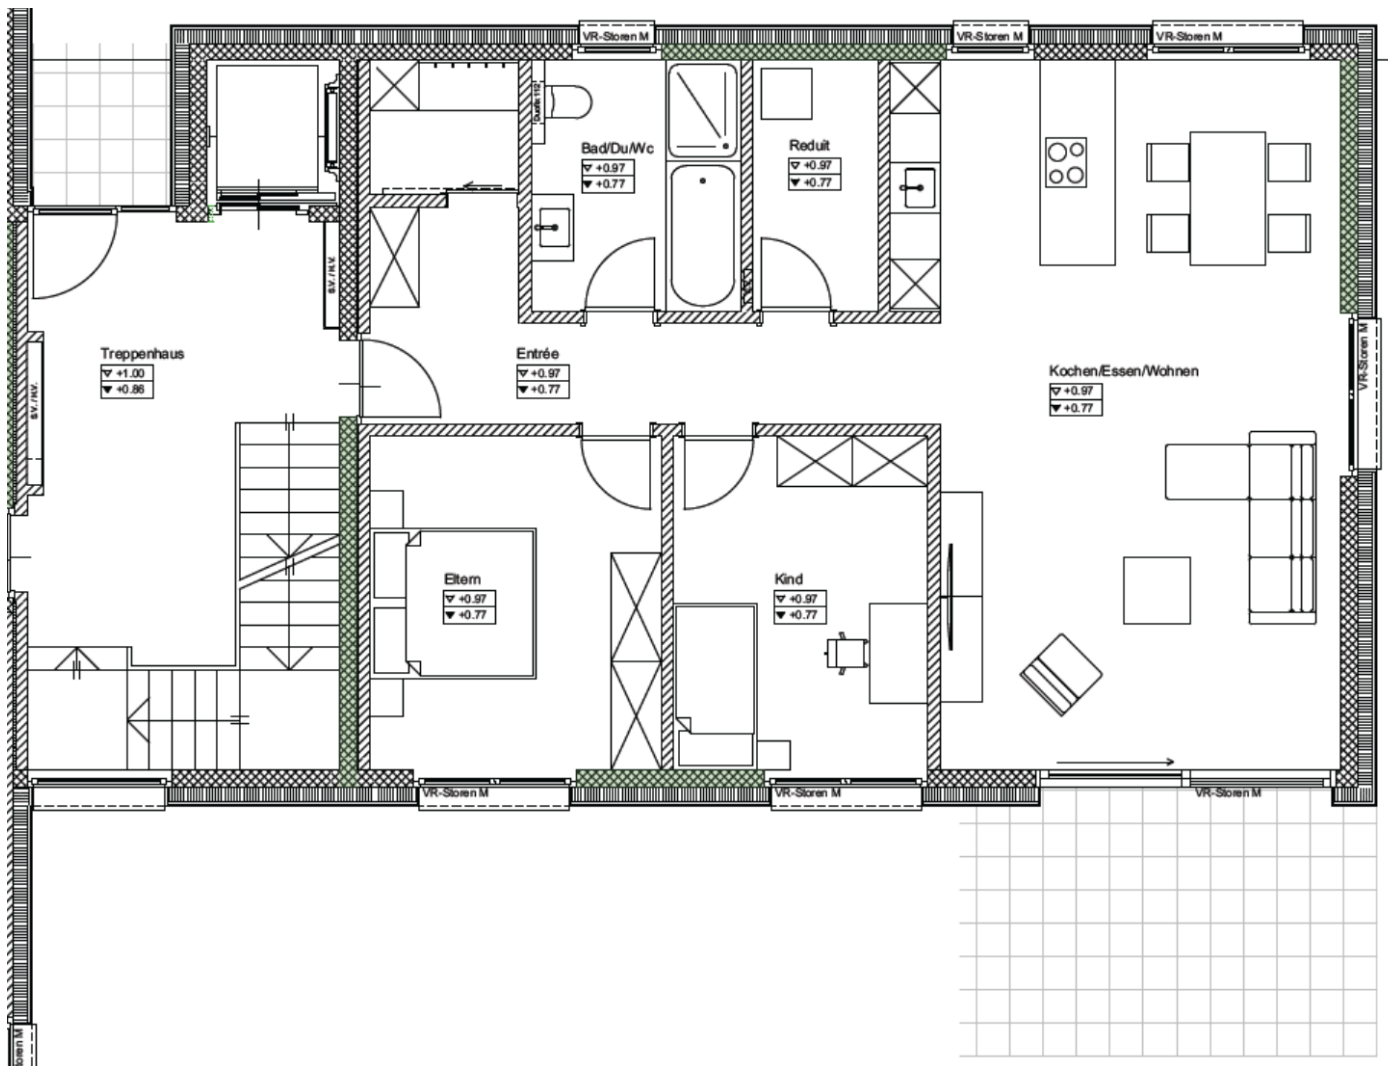 VR-Storen M
VR-Storen M
VR-Storen M
Duofix 112
Bad/Du/Wc
+0.97
+0.77
Reduit
+0.97
+0.77
S.V. / H.V.
Treppenhaus
+1.00
+0.86
S.V. / H.V.
Entrée
+0.97
+0.77
Kochen/Essen/Wohnen
+0.97
+0.77
VR-Storen M
Eltern
+0.97
+0.77
Kind
+0.97
+0.77
VR-Storen M
VR-Storen M
VR-Storen M
toren M